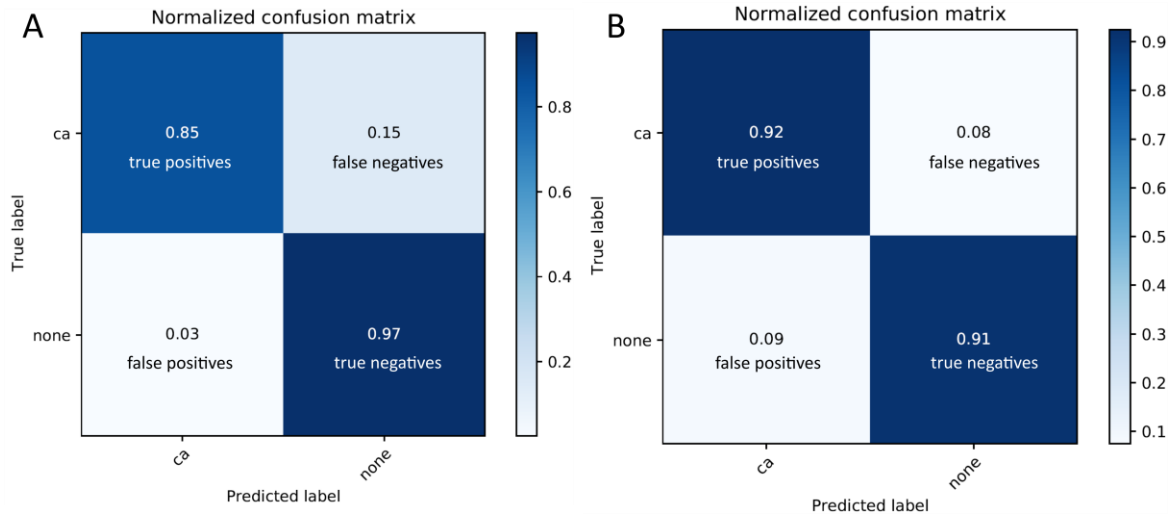 A
Normalized confusion matrix
True label
ca
none
0.85
true positives
0.15
false negatives
0.03
false positives
0.97
true negatives
ca
none
Predicted label
0.8
0.6
0.4
0.2
B
Normalized confusion matrix
True label
ca
none
0.92
true positives
0.08
false negatives
0.09
false positives
0.91
true negatives
ca
none
Predicted label
0.9
0.8
0.7
0.6
0.5
0.4
0.3
0.2
0.1